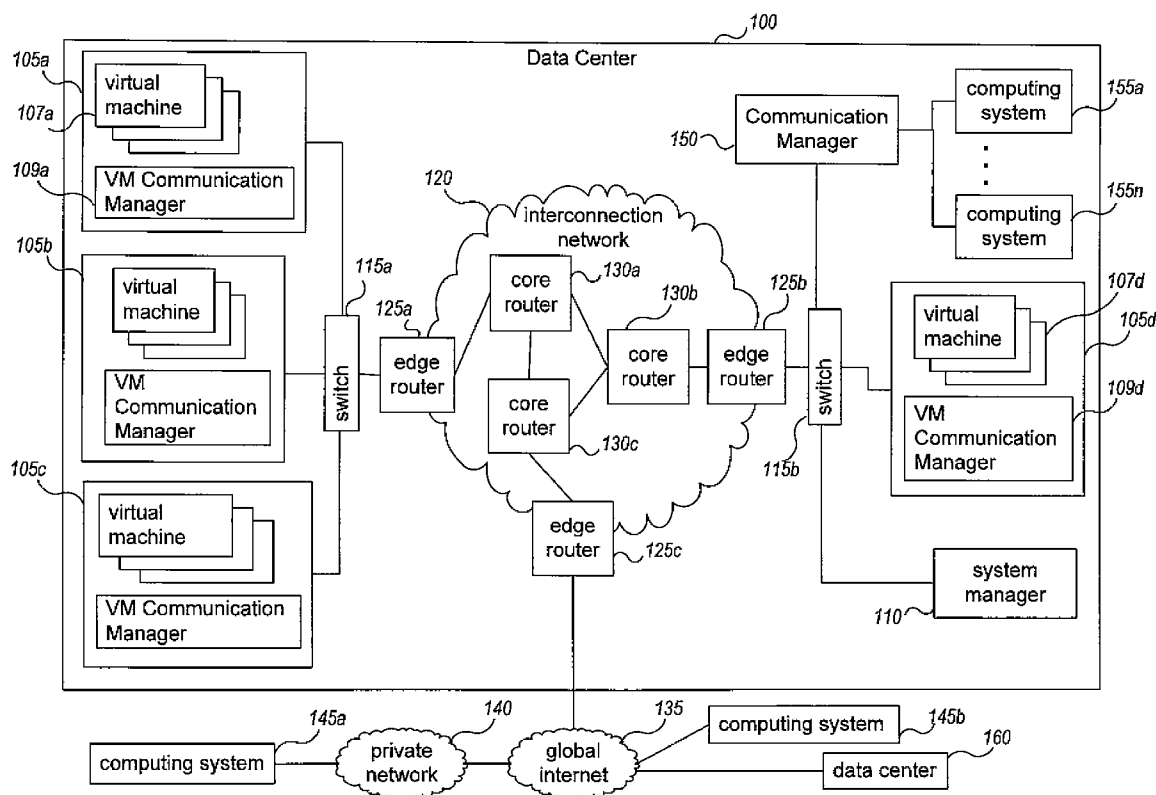 100
Data Center
105a
virtual
machine
107a
109a
VM Communication
Manager
105b
virtual
machine
VM
Communication
Manager
105c
virtual
machine
VM Communication
Manager
115a
switch
125a
edge
router
120
interconnection
network
130a
core
router
130b
core
router
core
router
130c
125b
edge
router
edge
router
125c
150
Communication
Manager
computing
system
155a
computing
system
155n
switch
115b
virtual
machine
107d
105d
VM
Communication
Manager
109d
system
manager
110
145a
computing system
140
private
network
135
global
internet
computing system
145b
160
data center